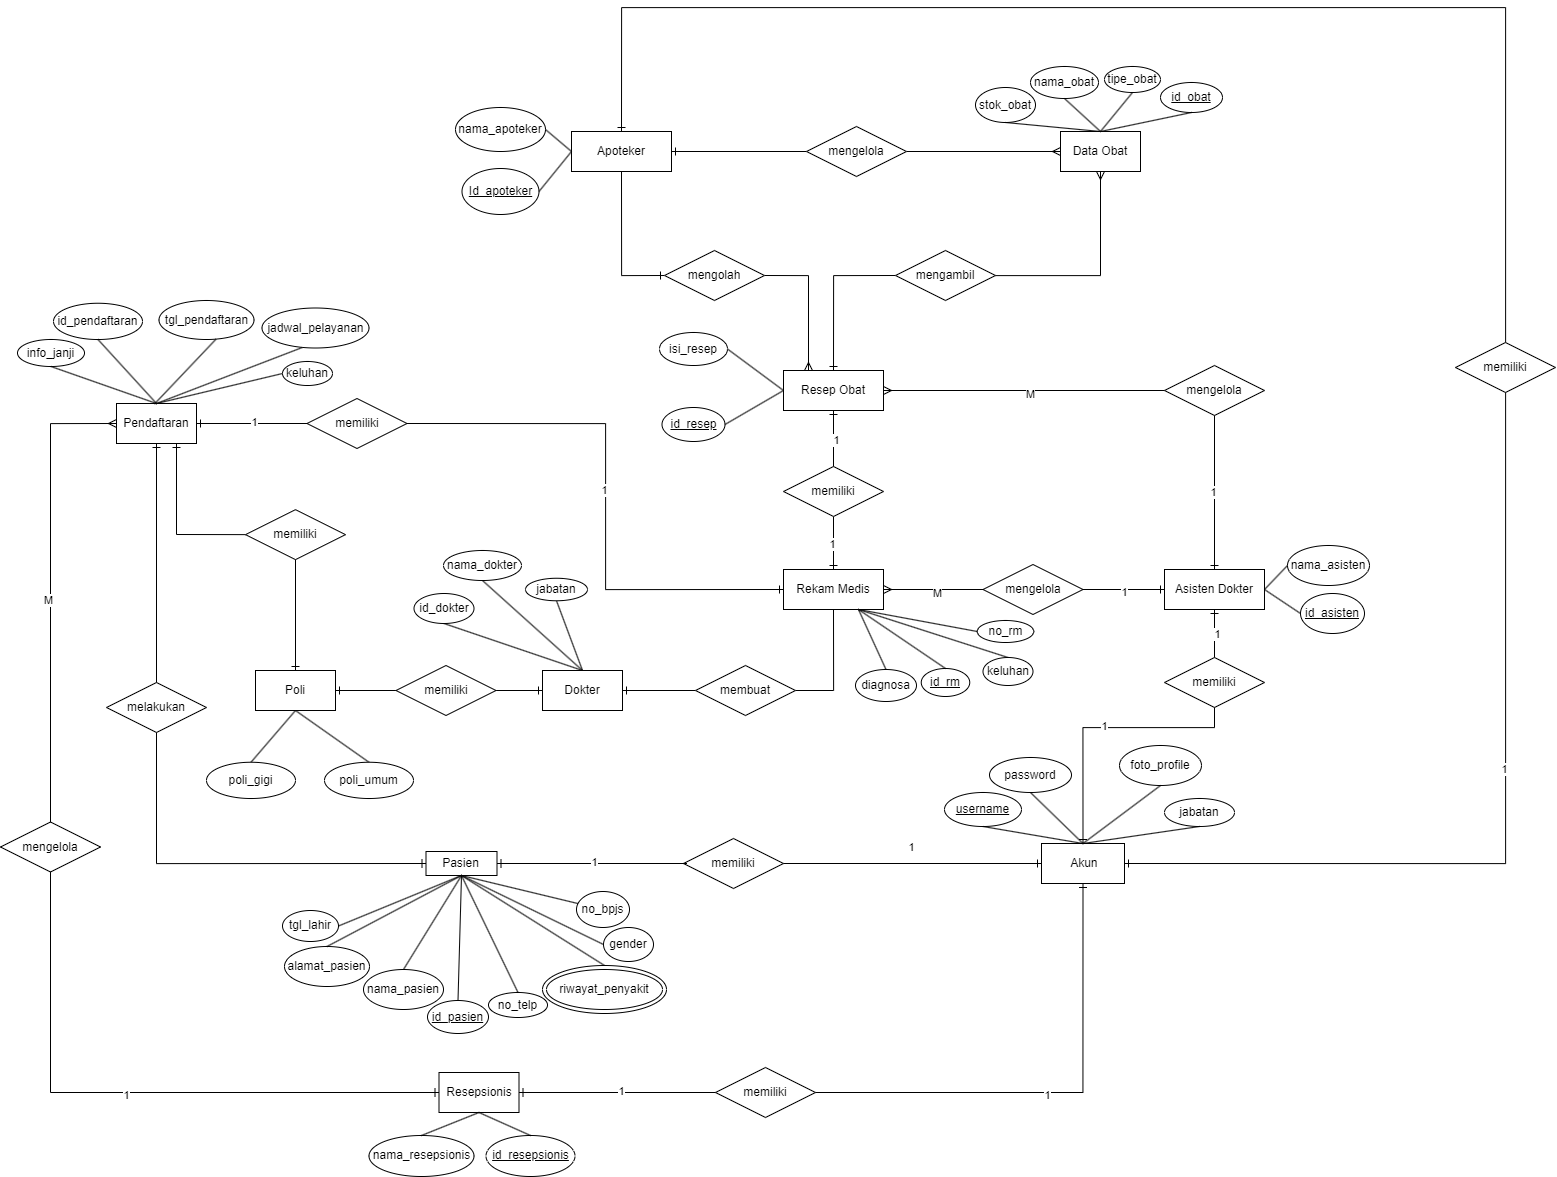 nama_obat
tipe_obat
stok_obat
id_obat
nama_apoteker
Apoteker
mengelola
Data Obat
Id_apoteker
mengolah
mengambil
id_pendaftaran
tgl_pendaftaran
jadwal_pelayanan
info_janji
keluhan
isi_resep
Resep Obat
M
mengelola
memiliki
id_resep
Pendaftaran
1
memiliki
1
1
memiliki
1
1
memiliki
nama_dokter
jabatan
id_dokter
M
1
Rekam Medis
M
mengelola
1
Asisten Dokter
nama_asisten
id_asisten
no_rm
keluhan
diagnosa
id_rm
1
memiliki
Poli
memiliki
Dokter
membuat
melakukan
1
poli_gigi
poli_umum
password
foto_profile
username
jabatan
1
mengelola
Pasien
1
memiliki
1
Akun
tgl_lahir
no_bpjs
alamat_pasien
gender
nama_pasien
riwayat_penyakit
id_pasien
no_telp
1
Resepsionis
1
memiliki
1
nama_resepsionis
id_resepsionis